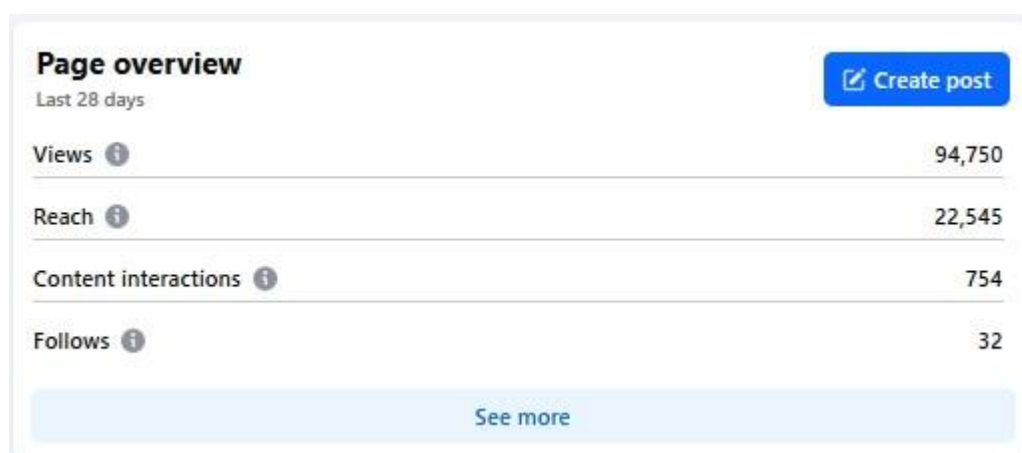 Page overview
Create post
Last 28 days
Views 94,750
Reach 22,545
Content interactions 754
Follows 32
See more